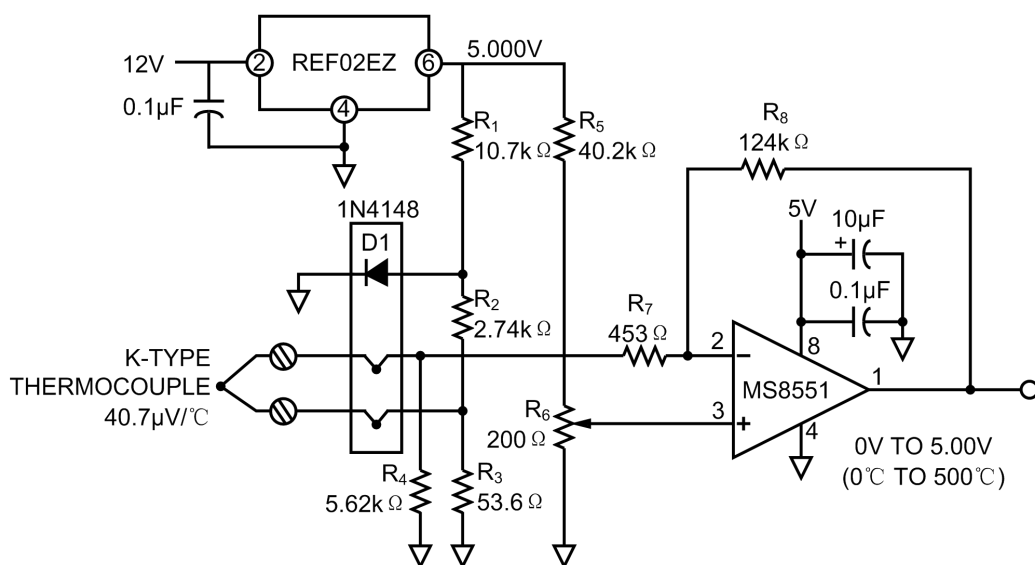 12V
2
REF02EZ
6
5.000V
0.1μF
4
R1
10.7kΩ
R5
40.2kΩ
R8
124kΩ
1N4148
D1
5V
10μF
+
0.1μF
R2
2.74kΩ
R7
453Ω
K-TYPE
THERMOCOUPLE
40.7μV/℃
2
−
8
MS8551
1
3
+
4
R6
200Ω
0V TO 5.00V
(0℃ TO 500℃)
R4
5.62kΩ
R3
53.6Ω